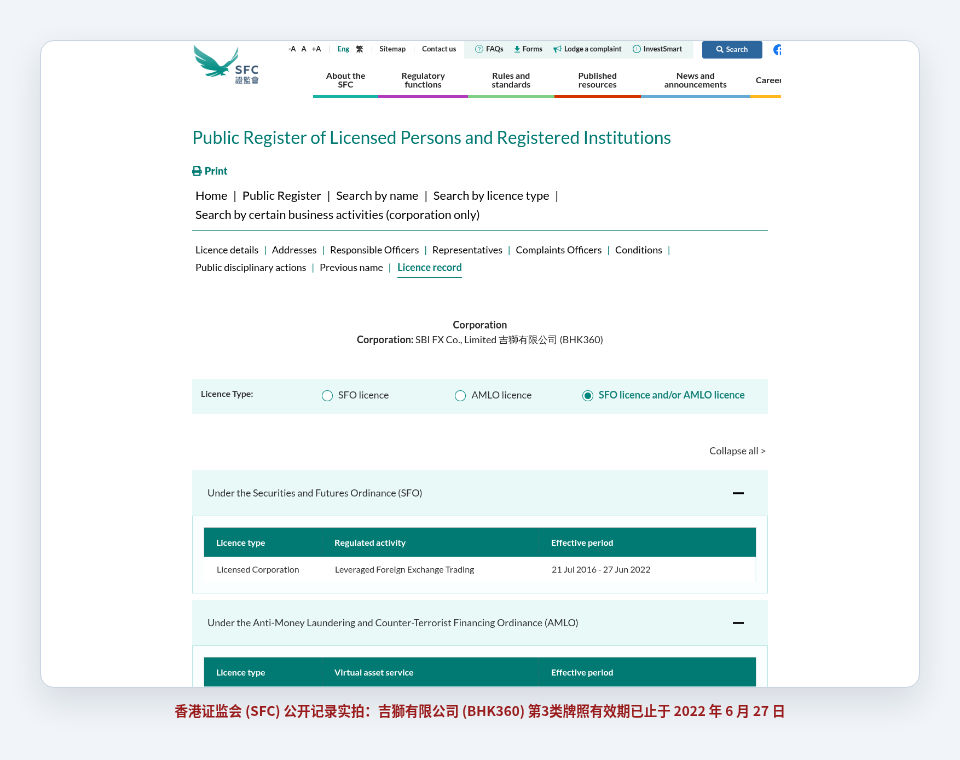 -A A +A | Eng 繁 | Sitemap | Contact us FAQs Forms Lodge a complaint InvestSmart Search
SFC
證監會
About the SFC Regulatory functions Rules and standards Published resources News and announcements Career
Public Register of Licensed Persons and Registered Institutions
Print
Home | Public Register | Search by name | Search by licence type |
Search by certain business activities (corporation only)
Licence details | Addresses | Responsible Officers | Representatives | Complaints Officers | Conditions |
Public disciplinary actions | Previous name | Licence record
Corporation
Corporation: SBI FX Co., Limited 吉獅有限公司 (BHK360)
Licence Type: SFO licence AMLO licence SFO licence and/or AMLO licence
Collapse all >
Under the Securities and Futures Ordinance (SFO)
Licence type Regulated activity Effective period
Licensed Corporation Leveraged Foreign Exchange Trading 21 Jul 2016 - 27 Jun 2022
Under the Anti-Money Laundering and Counter-Terrorist Financing Ordinance (AMLO)
Licence type Virtual asset service Effective period
香港证监会 (SFC) 公开记录实拍：吉獅有限公司 (BHK360) 第3类牌照有效期已止于 2022 年 6 月 27 日